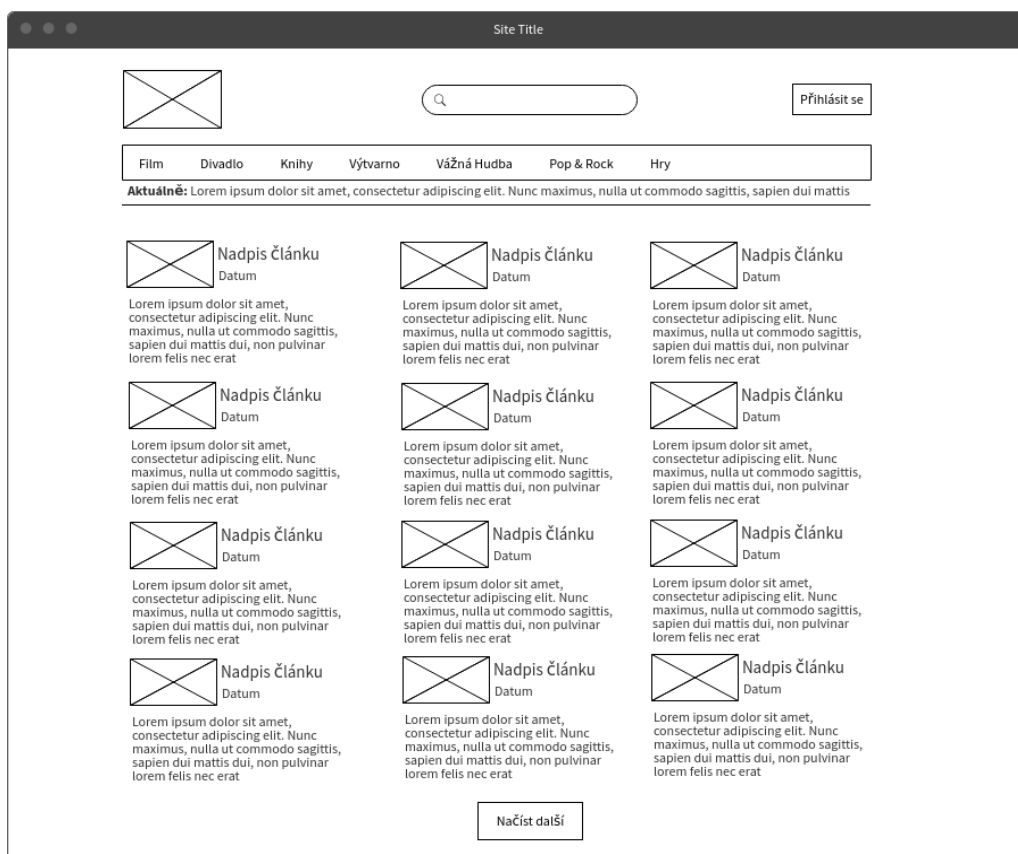 Site Title
Přihlásit se
Film Divadlo Knihy Výtvarno Vážná Hudba Pop & Rock Hry
Aktuálně: Lorem ipsum dolor sit amet, consectetur adipiscing elit. Nunc maximus, nulla ut commodo sagittis, sapien dui mattis
Nadpis článku
Datum
Lorem ipsum dolor sit amet,
consectetur adipiscing elit. Nunc
maximus, nulla ut commodo sagittis,
sapien dui mattis dui, non pulvinar
lorem felis nec erat
Nadpis článku
Datum
Lorem ipsum dolor sit amet,
consectetur adipiscing elit. Nunc
maximus, nulla ut commodo sagittis,
sapien dui mattis dui, non pulvinar
lorem felis nec erat
Nadpis článku
Datum
Lorem ipsum dolor sit amet,
consectetur adipiscing elit. Nunc
maximus, nulla ut commodo sagittis,
sapien dui mattis dui, non pulvinar
lorem felis nec erat
Nadpis článku
Datum
Lorem ipsum dolor sit amet,
consectetur adipiscing elit. Nunc
maximus, nulla ut commodo sagittis,
sapien dui mattis dui, non pulvinar
lorem felis nec erat
Nadpis článku
Datum
Lorem ipsum dolor sit amet,
consectetur adipiscing elit. Nunc
maximus, nulla ut commodo sagittis,
sapien dui mattis dui, non pulvinar
lorem felis nec erat
Nadpis článku
Datum
Lorem ipsum dolor sit amet,
consectetur adipiscing elit. Nunc
maximus, nulla ut commodo sagittis,
sapien dui mattis dui, non pulvinar
lorem felis nec erat
Nadpis článku
Datum
Lorem ipsum dolor sit amet,
consectetur adipiscing elit. Nunc
maximus, nulla ut commodo sagittis,
sapien dui mattis dui, non pulvinar
lorem felis nec erat
Nadpis článku
Datum
Lorem ipsum dolor sit amet,
consectetur adipiscing elit. Nunc
maximus, nulla ut commodo sagittis,
sapien dui mattis dui, non pulvinar
lorem felis nec erat
Nadpis článku
Datum
Lorem ipsum dolor sit amet,
consectetur adipiscing elit. Nunc
maximus, nulla ut commodo sagittis,
sapien dui mattis dui, non pulvinar
lorem felis nec erat
Nadpis článku
Datum
Lorem ipsum dolor sit amet,
consectetur adipiscing elit. Nunc
maximus, nulla ut commodo sagittis,
sapien dui mattis dui, non pulvinar
lorem felis nec erat
Nadpis článku
Datum
Lorem ipsum dolor sit amet,
consectetur adipiscing elit. Nunc
maximus, nulla ut commodo sagittis,
sapien dui mattis dui, non pulvinar
lorem felis nec erat
Nadpis článku
Datum
Lorem ipsum dolor sit amet,
consectetur adipiscing elit. Nunc
maximus, nulla ut commodo sagittis,
sapien dui mattis dui, non pulvinar
lorem felis nec erat
Načíst další